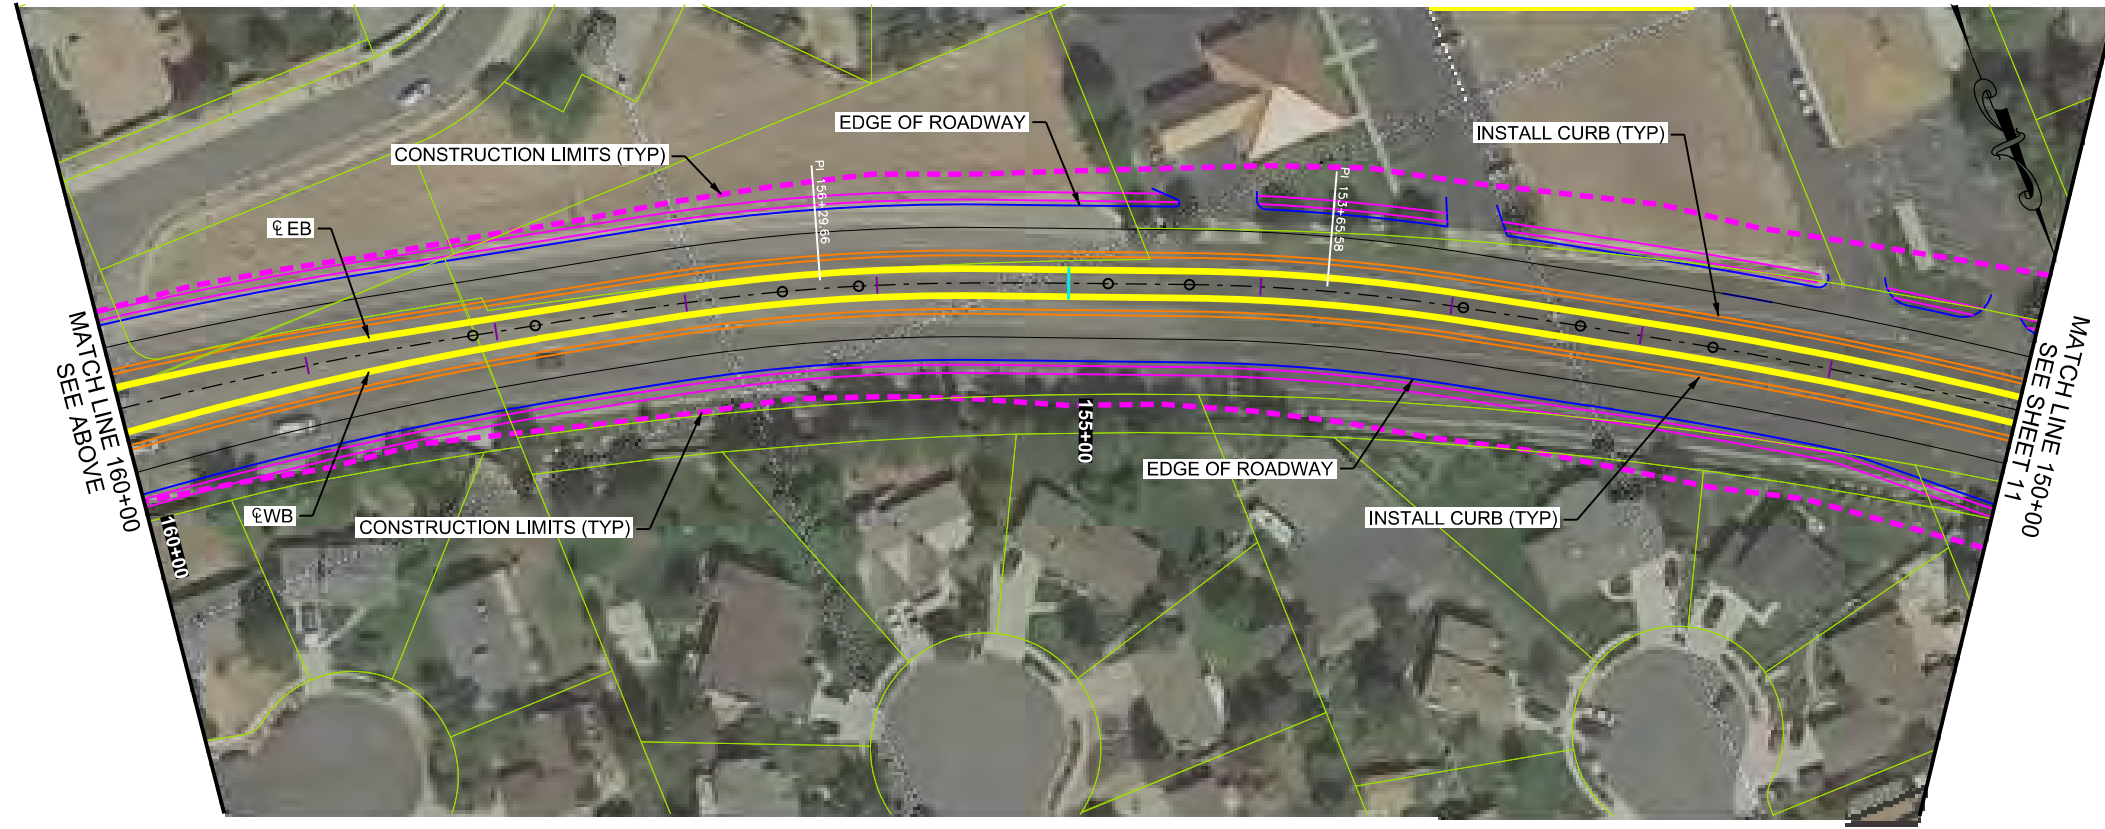 EDGE OF ROADWAY
INSTALL CURB (TYP)
CONSTRUCTION LIMITS (TYP)
PI 156+29.66
PI 153+65.58
℄ EB
MATCH LINE 160+00
SEE ABOVE
MATCH LINE 150+00
SEE SHEET 11
155+00
EDGE OF ROADWAY
℄ WB
CONSTRUCTION LIMITS (TYP)
INSTALL CURB (TYP)
160+00